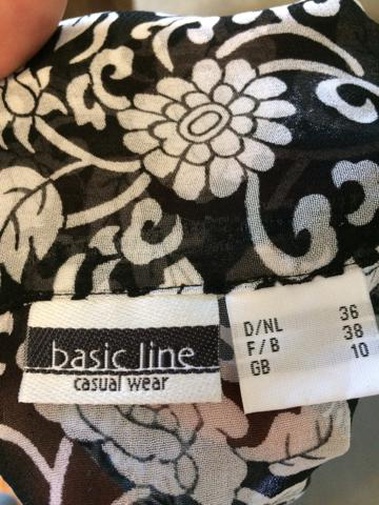 basic line
casual wear
D/NL 36
F/B 38
GB 10